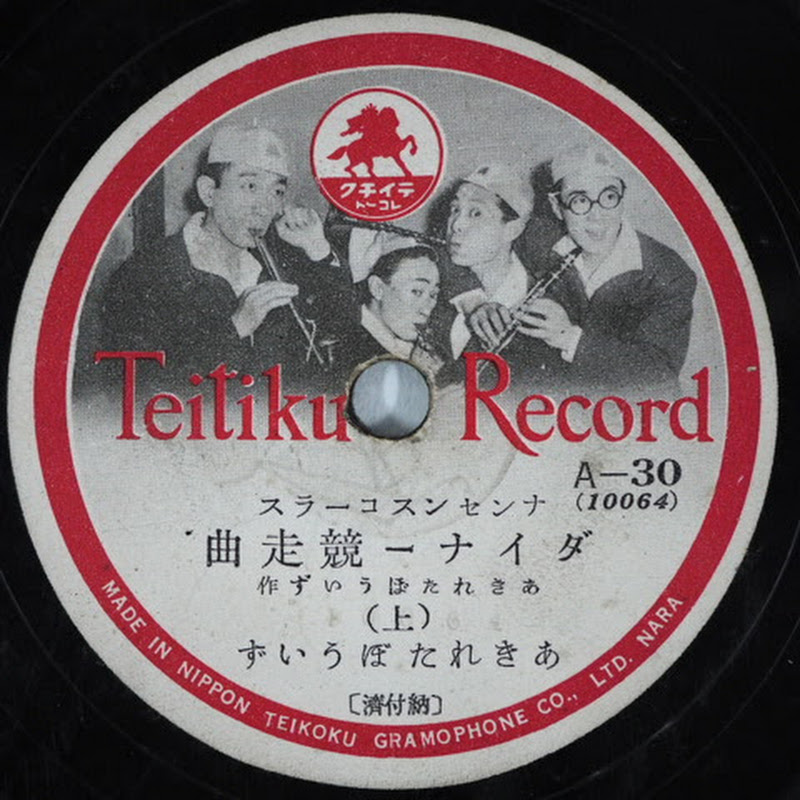 テイチク
レコード
Teitiku Record
A—30
(10064)
ナンセンスコーラス
ダイナー競走曲
あきれたぼういず作
(上)
あきれたぼういず
〔納付濟〕
MADE IN NIPPON TEIKOKU GRAMOPHONE CO., LTD. NARA